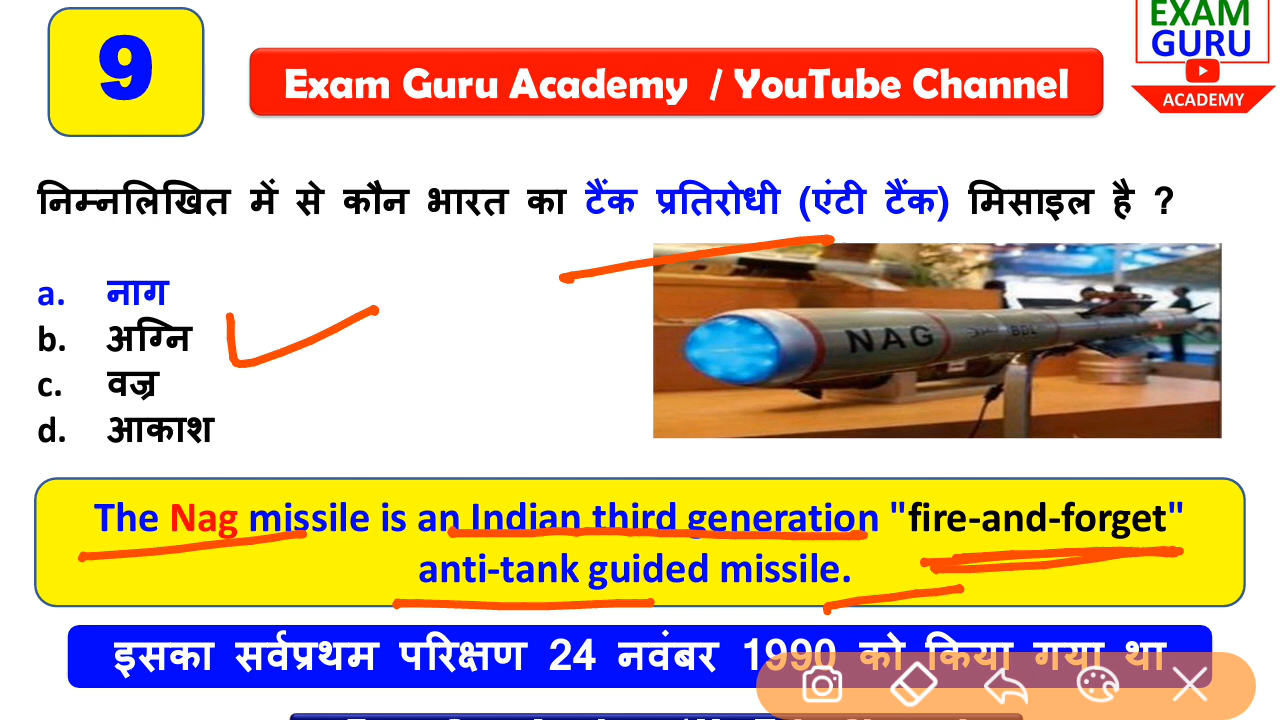 9
Exam Guru Academy / YouTube Channel
EXAM
GURU
ACADEMY
निम्नलिखित में से कौन भारत का टैंक प्रतिरोधी (एंटी टैंक) मिसाइल है ?
a. नाग
b. अग्नि
c. वज्र
d. आकाश
NAG
BDL
The Nag missile is an Indian third generation "fire-and-forget"
anti-tank guided missile.
इसका सर्वप्रथम परिक्षण 24 नवंबर 1990 को किया गया था